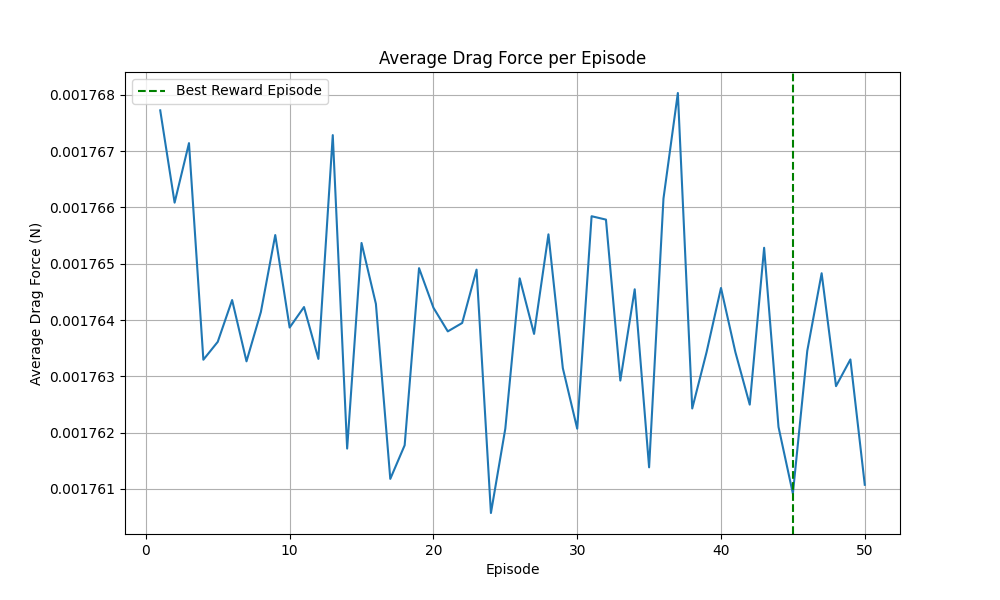 Average Drag Force per Episode
Best Reward Episode
Average Drag Force (N)
0.001768
0.001767
0.001766
0.001765
0.001764
0.001763
0.001762
0.001761
0 10 20 30 40 50
Episode